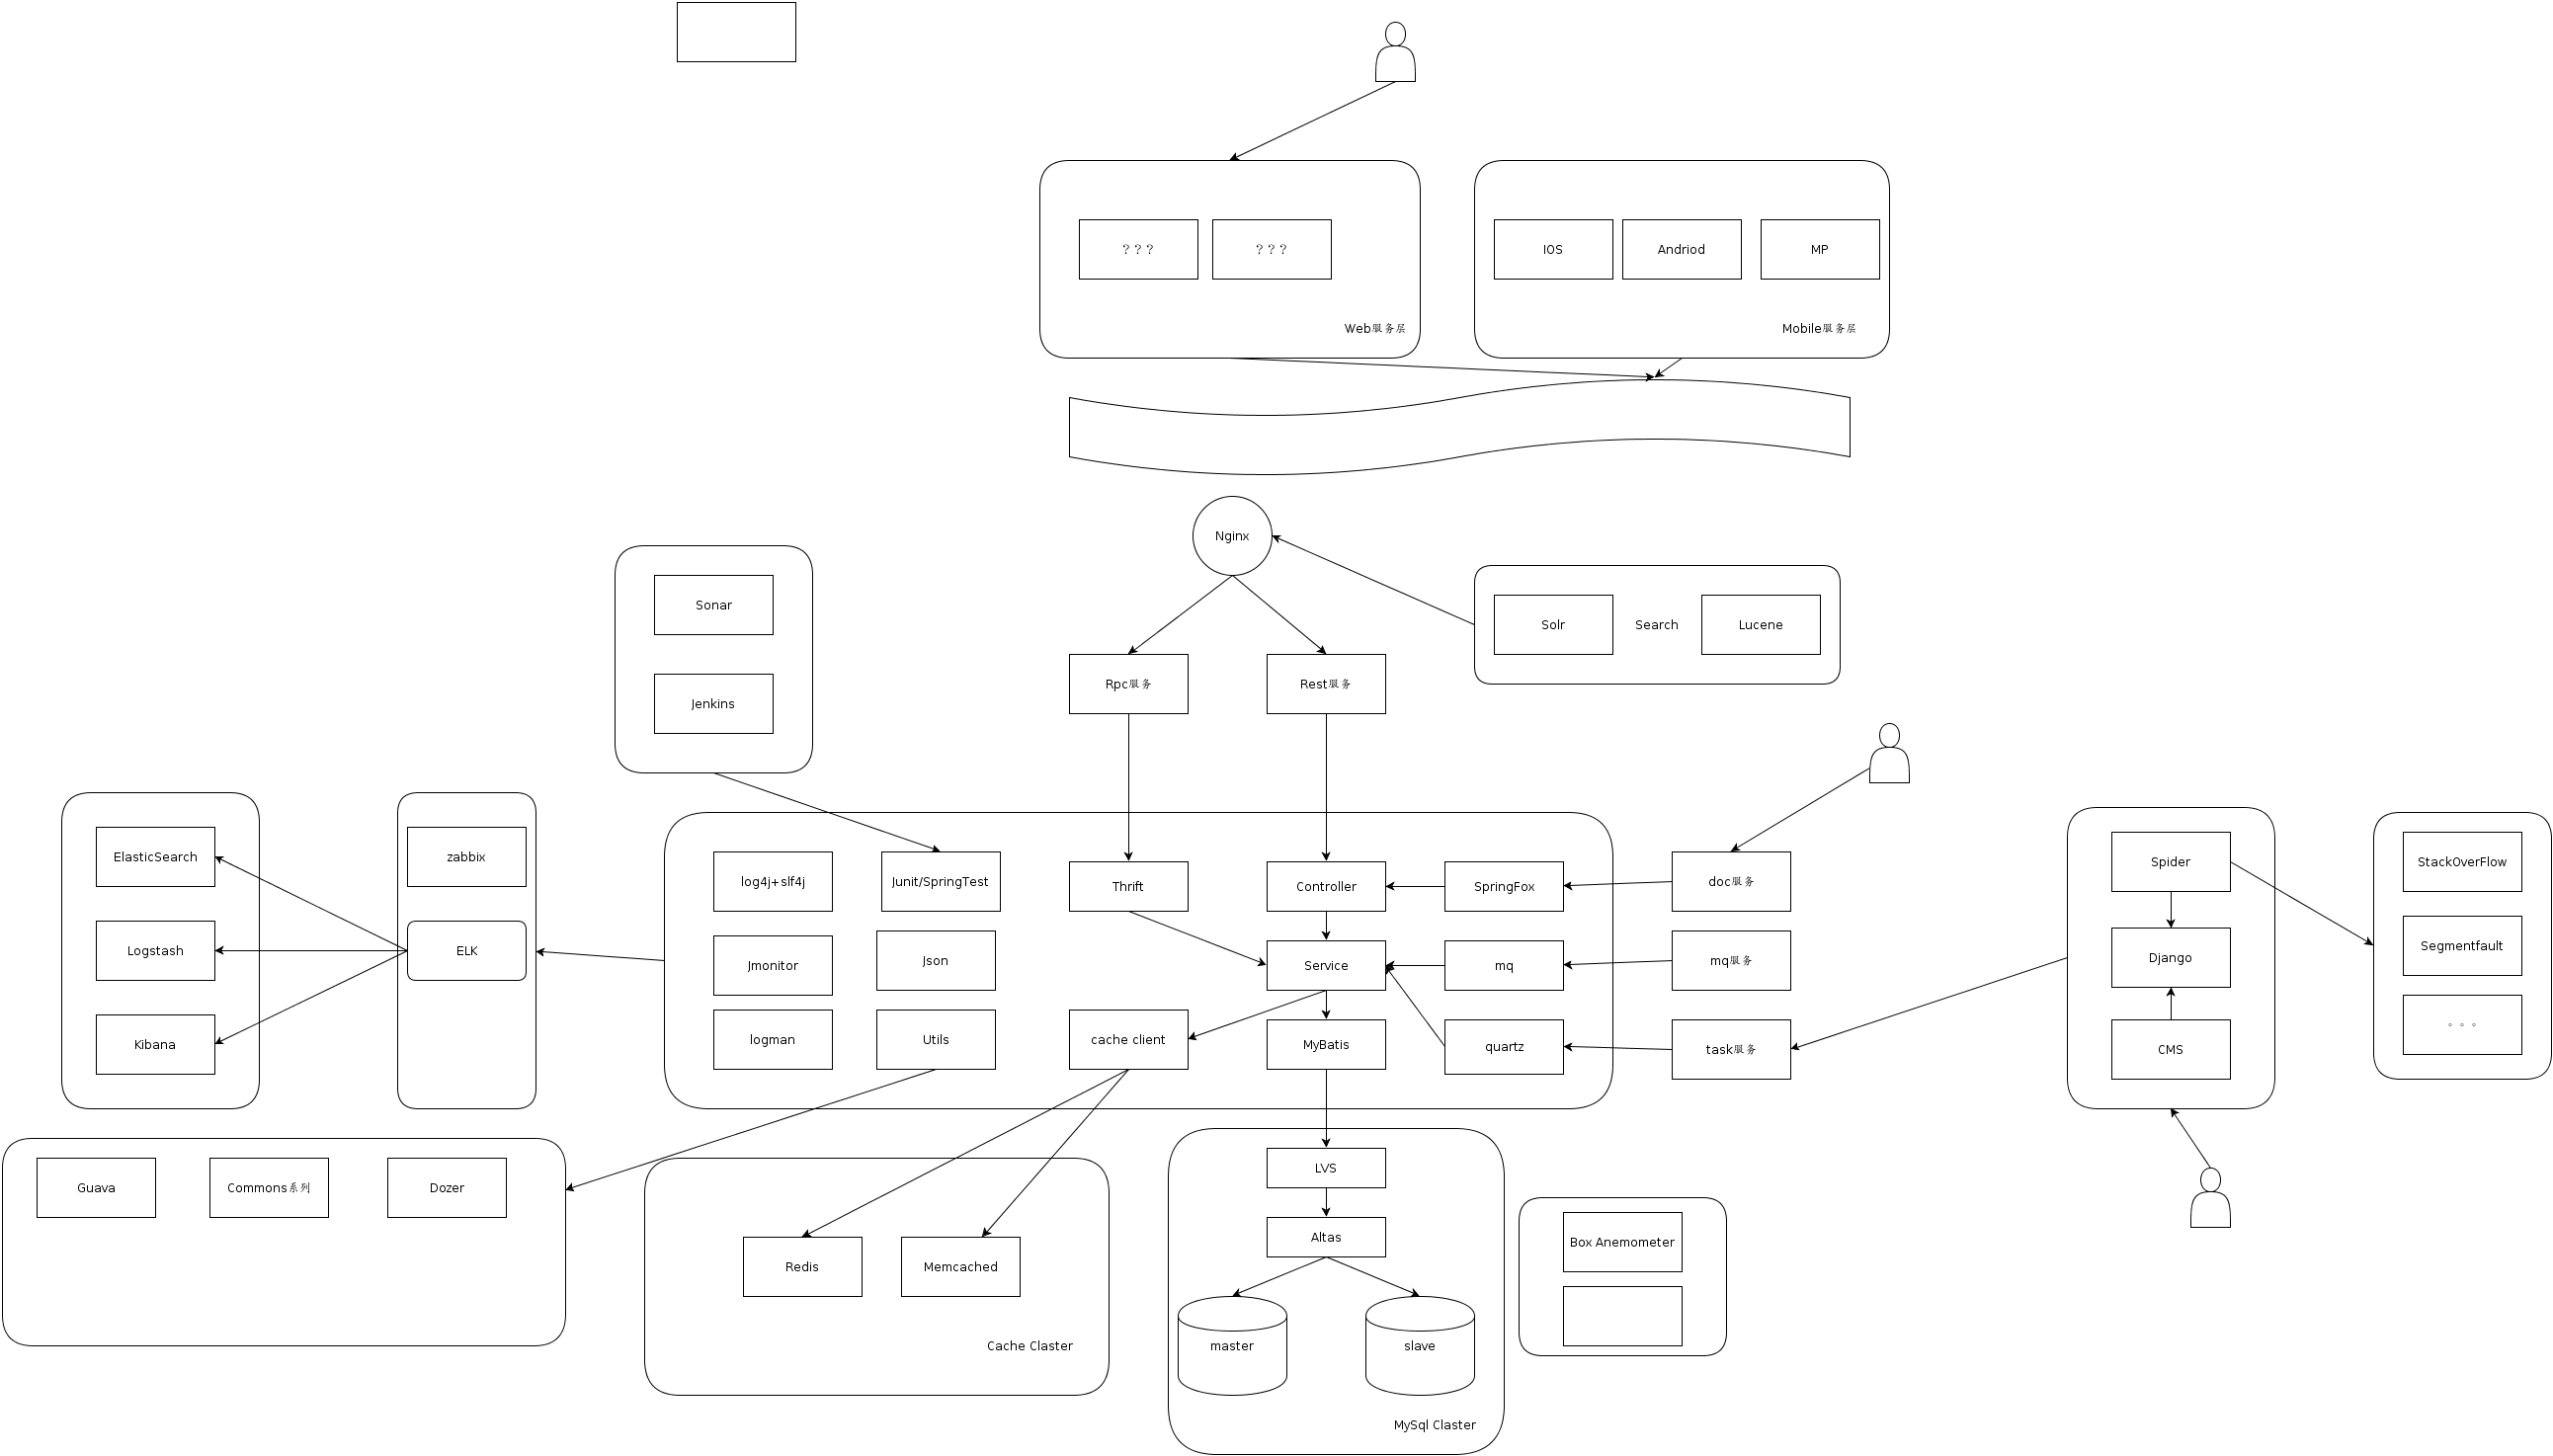 ？？？
？？？
IOS
Andriod
MP
Web服务层
Mobile服务层
Nginx
Sonar
Jenkins
Solr
Search
Lucene
Rpc服务
Rest服务
ElasticSearch
Logstash
Kibana
zabbix
ELK
log4j+slf4j
Junit/SpringTest
Thrift
Controller
SpringFox
doc服务
Jmonitor
Json
Service
mq
mq服务
logman
Utils
cache client
MyBatis
quartz
task服务
Spider
Django
CMS
StackOverFlow
Segmentfault
。。。
Guava
Commons系列
Dozer
Redis
Memcached
Cache Claster
LVS
Altas
master
slave
MySql Claster
Box Anemometer